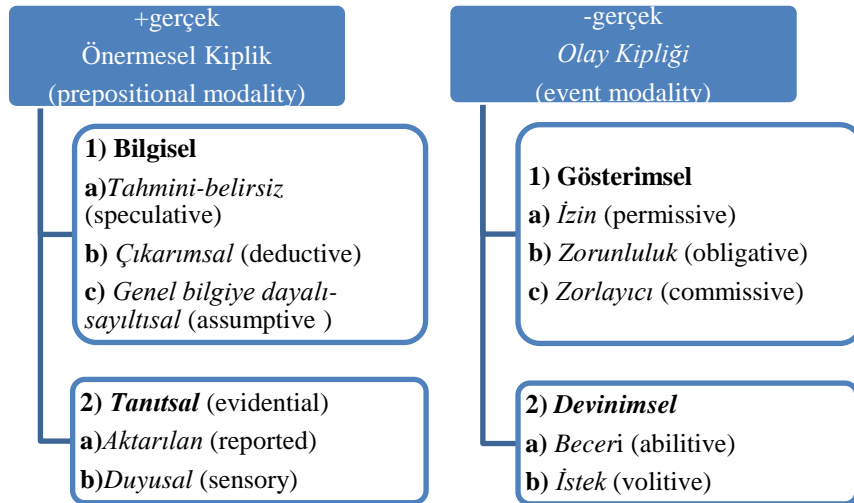 +gerçek
Önermesel Kiplik
(prepositional modality)
1) Bilgisel
a)Tahmini-belirsiz
(speculative)
b) Çıkarımsal (deductive)
c) Genel bilgiye dayalı-
sayıltısal (assumptive )
2) Tanıtsal (evidential)
a)Aktarılan (reported)
b)Duyusal (sensory)
-gerçek
Olay Kipliği
(event modality)
1) Gösterimsel
a) İzin (permissive)
b) Zorunluluk (obligative)
c) Zorlayıcı (commissive)
2) Devinimsel
a) Beceri (abilitive)
b) İstek (volitive)